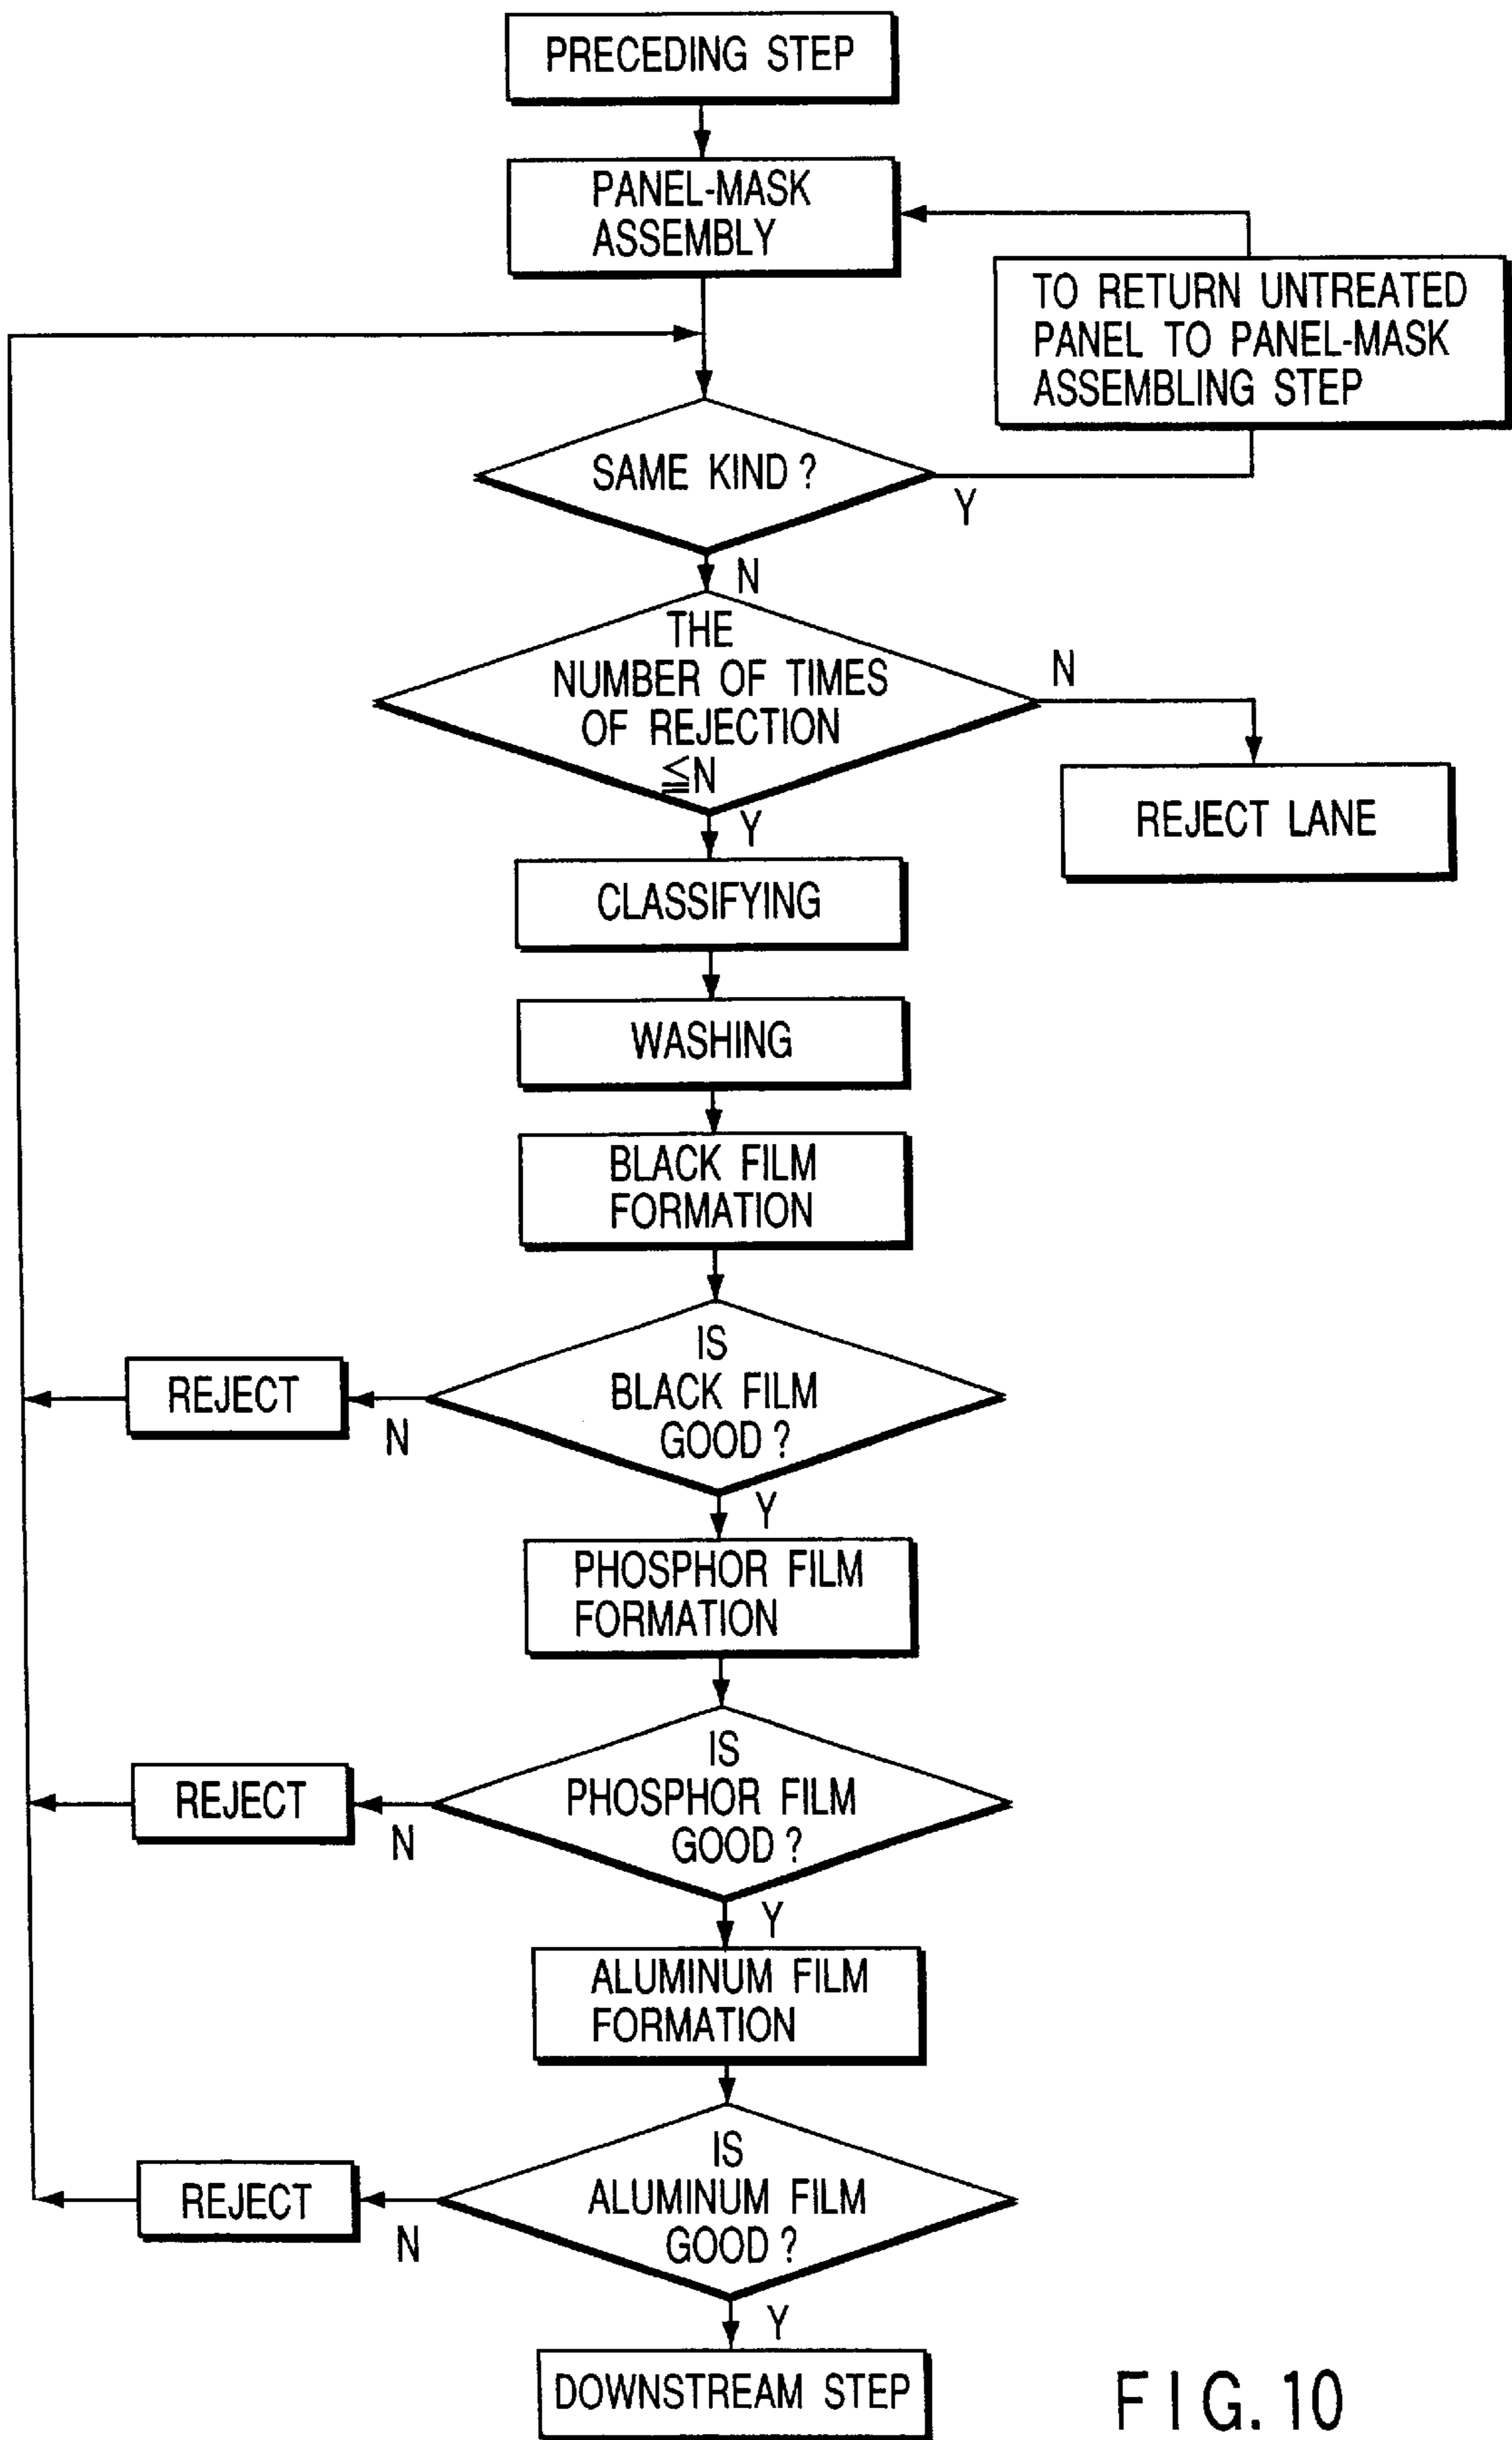 PRECEDING STEP
PANEL-MASK
ASSEMBLY
TO RETURN UNTREATED
PANEL TO PANEL-MASK
ASSEMBLING STEP
SAME KIND ?
Y
N
THE
NUMBER OF TIMES
OF REJECTION
≦N
N
Y
REJECT LANE
CLASSIFYING
WASHING
BLACK FILM
FORMATION
IS
BLACK FILM
GOOD ?
REJECT
N
Y
PHOSPHOR FILM
FORMATION
IS
PHOSPHOR FILM
GOOD ?
REJECT
N
Y
ALUMINUM FILM
FORMATION
IS
ALUMINUM FILM
GOOD ?
REJECT
N
Y
DOWNSTREAM STEP
FIG. 10